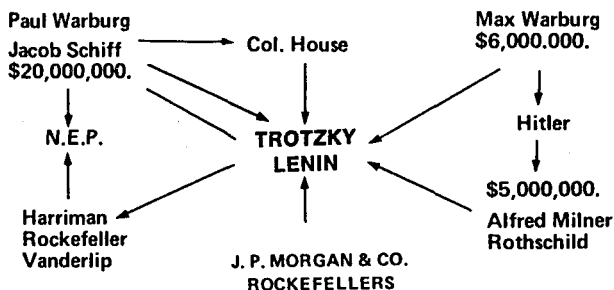 Paul Warburg
Jacob Schiff
$20,000,000.
Col. House
Max Warburg
$6,000.000.
N.E.P.
TROTZKY
LENIN
Hitler
$5,000,000.
Harriman
Rockefeller
Vanderlip
J. P. MORGAN & CO.
ROCKEFELLERS
Alfred Milner
Rothschild